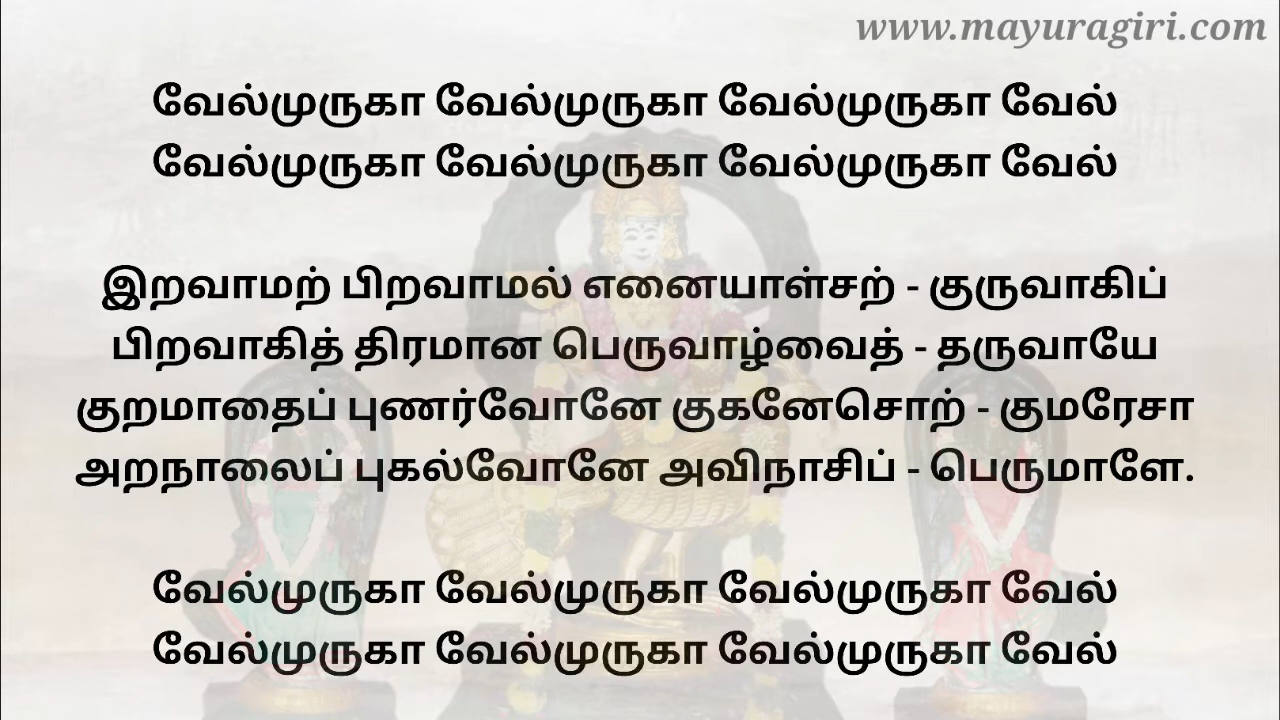 www.mayuragiri.com
வேல்முருகா வேல்முருகா வேல்முருகா வேல்
வேல்முருகா வேல்முருகா வேல்முருகா வேல்
இறவாமற் பிறவாமல் எனையாள்சற் - குருவாகிப்
பிறவாகித் திரமான பெருவாழ்வைத் - தருவாயே
குறமாதைப் புணர்வோனே குகனேசொற் - குமரேசா
அறநாலைப் புகல்வோனே அவிநாசிப் - பெருமாளே.
வேல்முருகா வேல்முருகா வேல்முருகா வேல்
வேல்முருகா வேல்முருகா வேல்முருகா வேல்